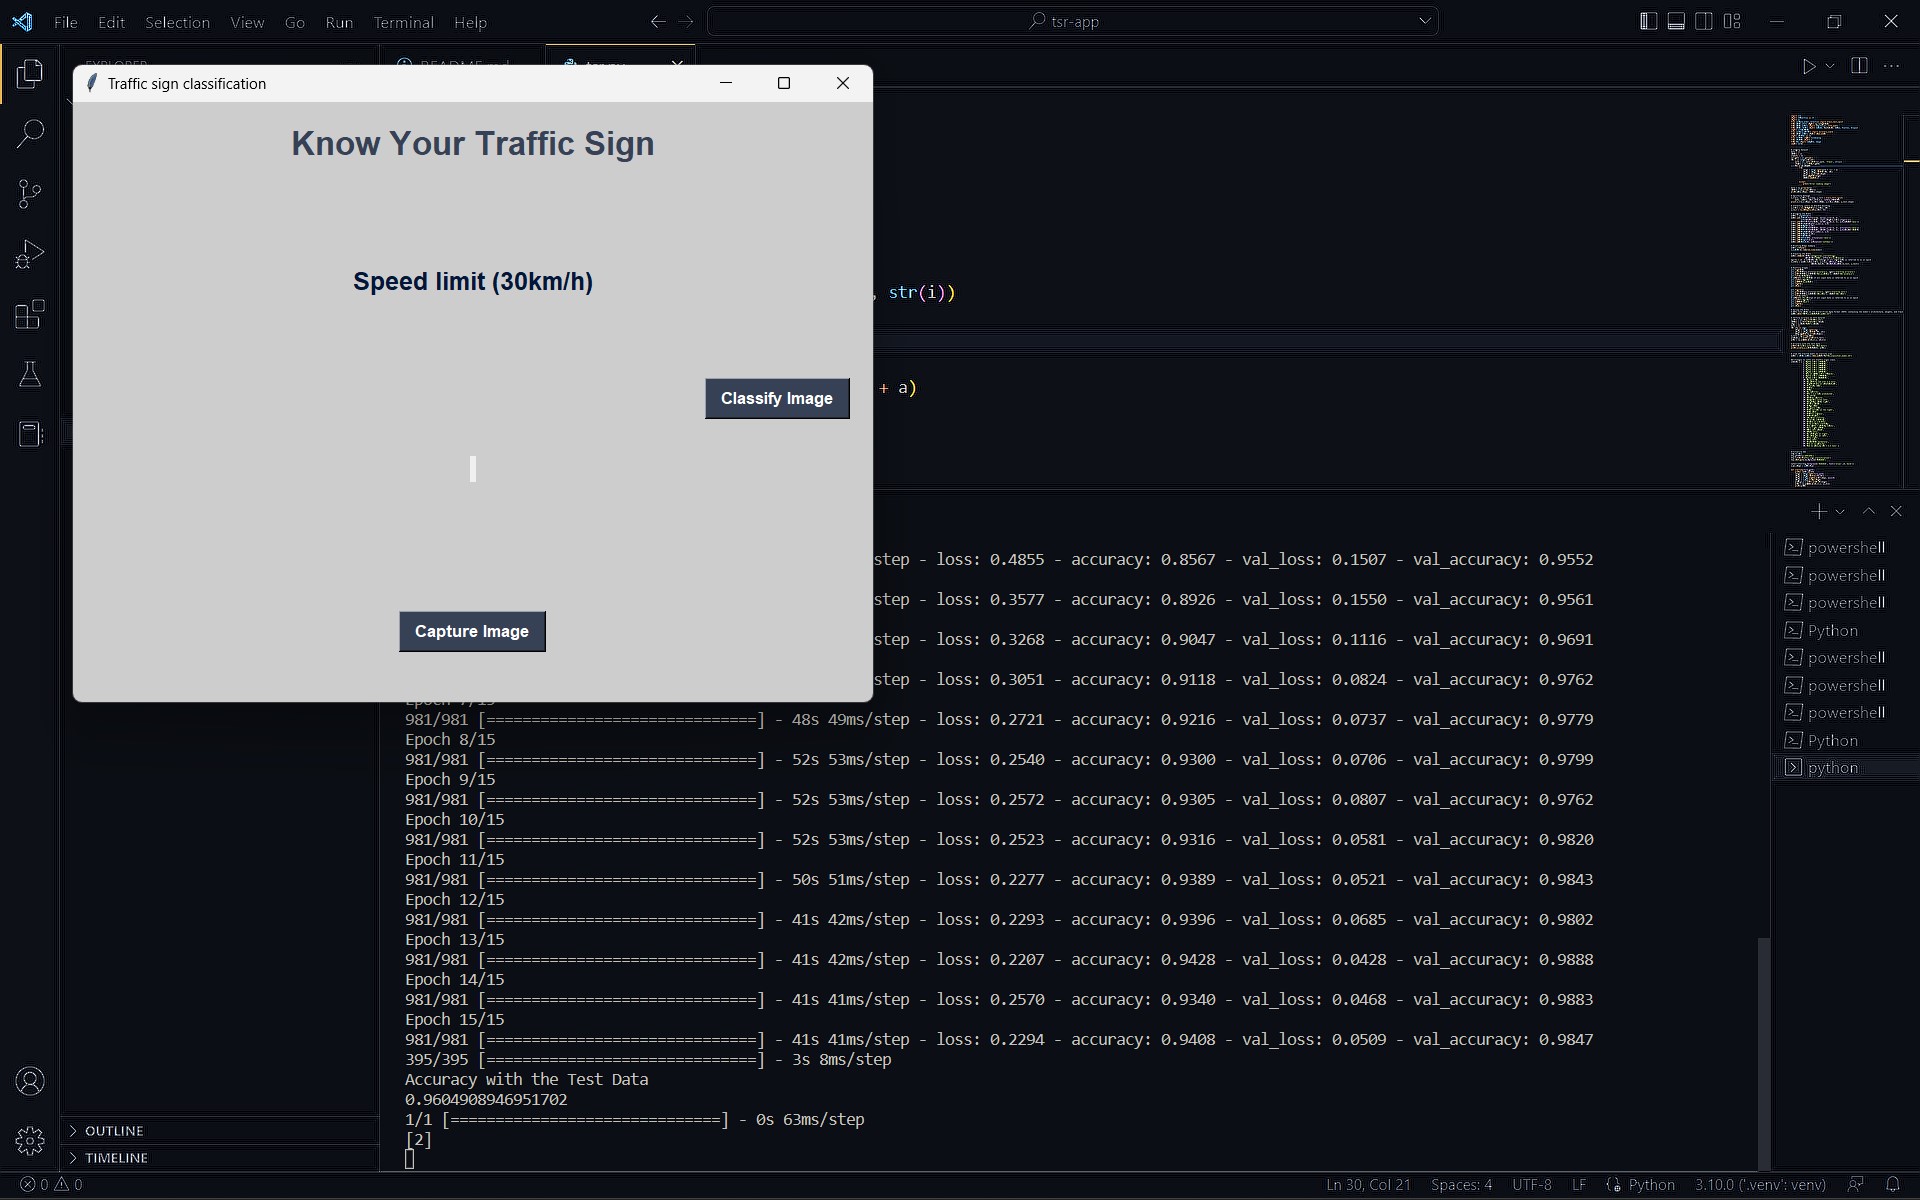 File Edit Selection View Go Run Terminal Help
tsr-app
Traffic sign classification
Know Your Traffic Sign
Speed limit (30km/h)
, str(i))
+ a)
Classify Image
Capture Image
step - loss: 0.4855 - accuracy: 0.8567 - val_loss: 0.1507 - val_accuracy: 0.9552
step - loss: 0.3577 - accuracy: 0.8926 - val_loss: 0.1550 - val_accuracy: 0.9561
step - loss: 0.3268 - accuracy: 0.9047 - val_loss: 0.1116 - val_accuracy: 0.9691
step - loss: 0.3051 - accuracy: 0.9118 - val_loss: 0.0824 - val_accuracy: 0.9762
981/981 [==============================] - 48s 49ms/step - loss: 0.2721 - accuracy: 0.9216 - val_loss: 0.0737 - val_accuracy: 0.9779
Epoch 8/15
981/981 [==============================] - 52s 53ms/step - loss: 0.2540 - accuracy: 0.9300 - val_loss: 0.0706 - val_accuracy: 0.9799
Epoch 9/15
981/981 [==============================] - 52s 53ms/step - loss: 0.2572 - accuracy: 0.9305 - val_loss: 0.0807 - val_accuracy: 0.9762
Epoch 10/15
981/981 [==============================] - 52s 53ms/step - loss: 0.2523 - accuracy: 0.9316 - val_loss: 0.0581 - val_accuracy: 0.9820
Epoch 11/15
981/981 [==============================] - 50s 51ms/step - loss: 0.2277 - accuracy: 0.9389 - val_loss: 0.0521 - val_accuracy: 0.9843
Epoch 12/15
981/981 [==============================] - 41s 42ms/step - loss: 0.2293 - accuracy: 0.9396 - val_loss: 0.0685 - val_accuracy: 0.9802
Epoch 13/15
981/981 [==============================] - 41s 42ms/step - loss: 0.2207 - accuracy: 0.9428 - val_loss: 0.0428 - val_accuracy: 0.9888
Epoch 14/15
981/981 [==============================] - 41s 41ms/step - loss: 0.2570 - accuracy: 0.9340 - val_loss: 0.0468 - val_accuracy: 0.9883
Epoch 15/15
981/981 [==============================] - 41s 41ms/step - loss: 0.2294 - accuracy: 0.9408 - val_loss: 0.0509 - val_accuracy: 0.9847
395/395 [==============================] - 3s 8ms/step
Accuracy with the Test Data
0.9604908946951702
1/1 [==============================] - 0s 63ms/step
[2]
powershell
powershell
powershell
Python
powershell
powershell
powershell
Python
python
OUTLINE
TIMELINE
0 0
Ln 30, Col 21 Spaces: 4 UTF-8 LF Python 3.10.0 ('.venv': venv)